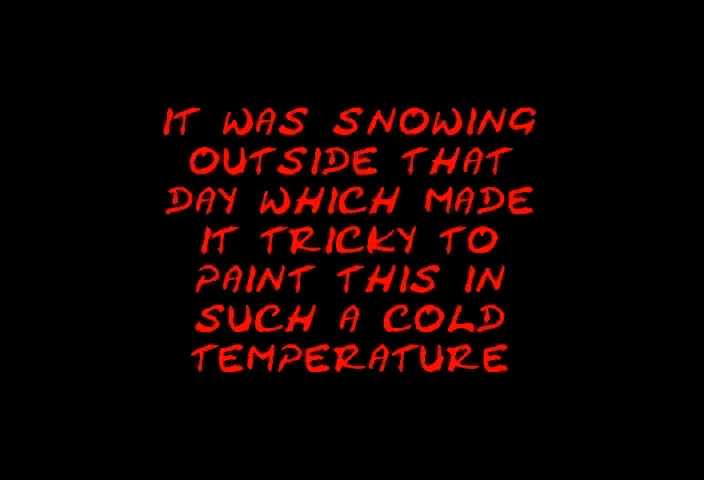 IT WAS SNOWING
OUTSIDE THAT
DAY WHICH MADE
IT TRICKY TO
PAINT THIS IN
SUCH A COLD
TEMPERATURE